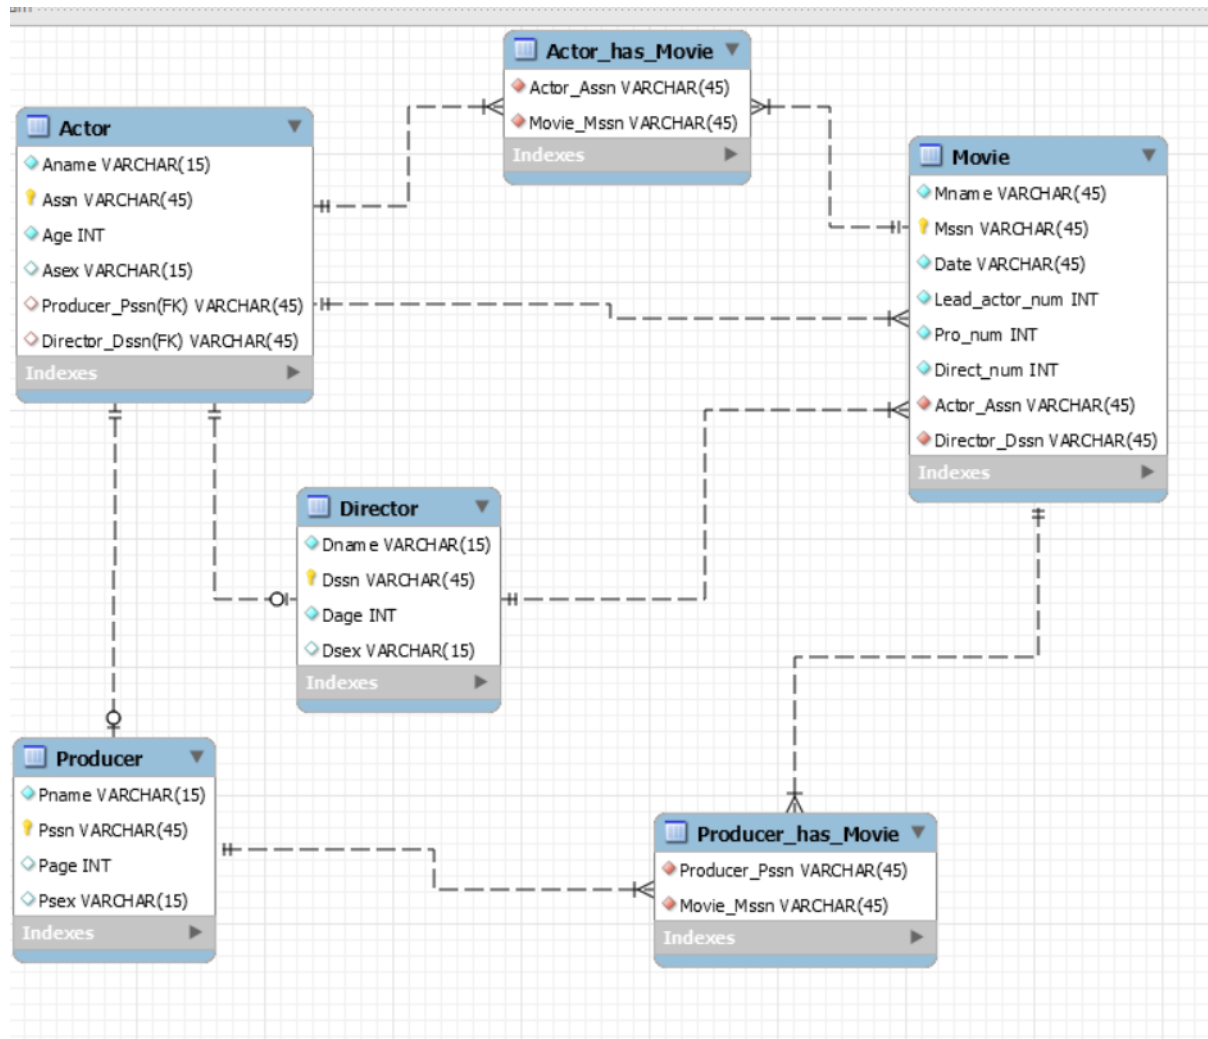 Actor_has_Movie
Actor_Assn VARCHAR(45)
Movie_Mssn VARCHAR(45)
Indexes
Actor
Aname VARCHAR(15)
Assn VARCHAR(45)
Age INT
Asex VARCHAR(15)
Producer_Pssn(FK) VARCHAR(45)
Director_Dssn(FK) VARCHAR(45)
Indexes
Movie
Mname VARCHAR(45)
Mssn VARCHAR(45)
Date VARCHAR(45)
Lead_actor_num INT
Pro_num INT
Direct_num INT
Actor_Assn VARCHAR(45)
Director_Dssn VARCHAR(45)
Indexes
Director
Dname VARCHAR(15)
Dssn VARCHAR(45)
Dage INT
Dsex VARCHAR(15)
Indexes
Producer
Pname VARCHAR(15)
Pssn VARCHAR(45)
Page INT
Psex VARCHAR(15)
Indexes
Producer_has_Movie
Producer_Pssn VARCHAR(45)
Movie_Mssn VARCHAR(45)
Indexes